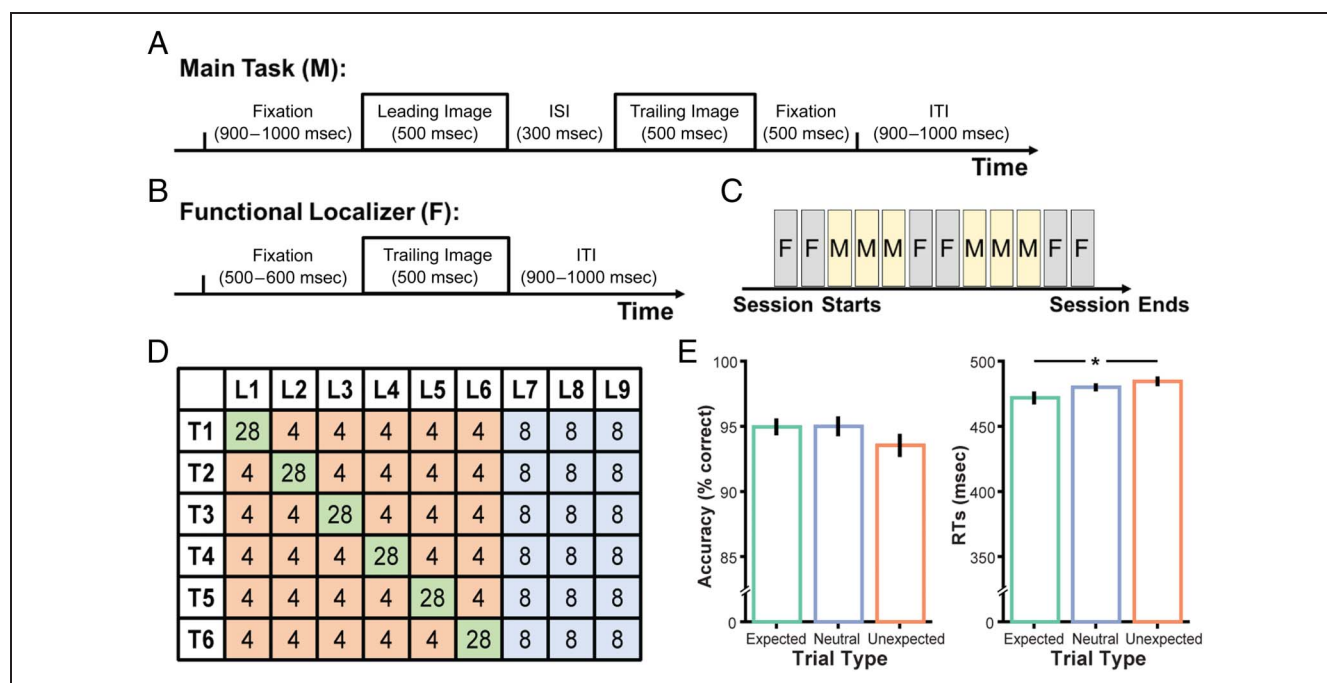 A
Main Task (M):
Fixation
(900–1000 msec)
Leading Image
(500 msec)
ISI
(300 msec)
Trailing Image
(500 msec)
Fixation
(500 msec)
ITI
(900–1000 msec)
Time
B
Functional Localizer (F):
Fixation
(500–600 msec)
Trailing Image
(500 msec)
ITI
(900–1000 msec)
Time
C
F F M M M F F M M M F F
Session Starts Session Ends
D
L1 L2 L3 L4 L5 L6 L7 L8 L9
T1 28 4 4 4 4 4 8 8 8
T2 4 28 4 4 4 4 8 8 8
T3 4 4 28 4 4 4 8 8 8
T4 4 4 4 28 4 4 8 8 8
T5 4 4 4 4 28 4 8 8 8
T6 4 4 4 4 4 28 8 8 8
E
Accuracy (% correct)
100
95
90
85
0
Expected Neutral Unexpected
Trial Type
RTs (msec)
500
450
400
350
0
*
Expected Neutral Unexpected
Trial Type